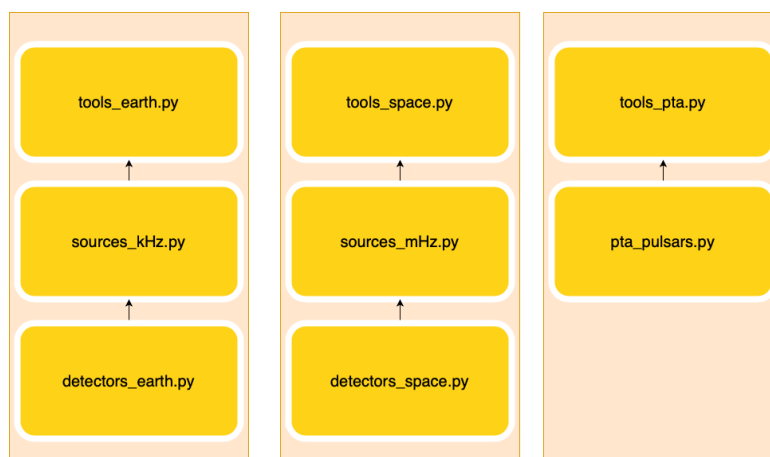 tools_earth.py
tools_space.py
tools_pta.py
sources_kHz.py
sources_mHz.py
pta_pulsars.py
detectors_earth.py
detectors_space.py